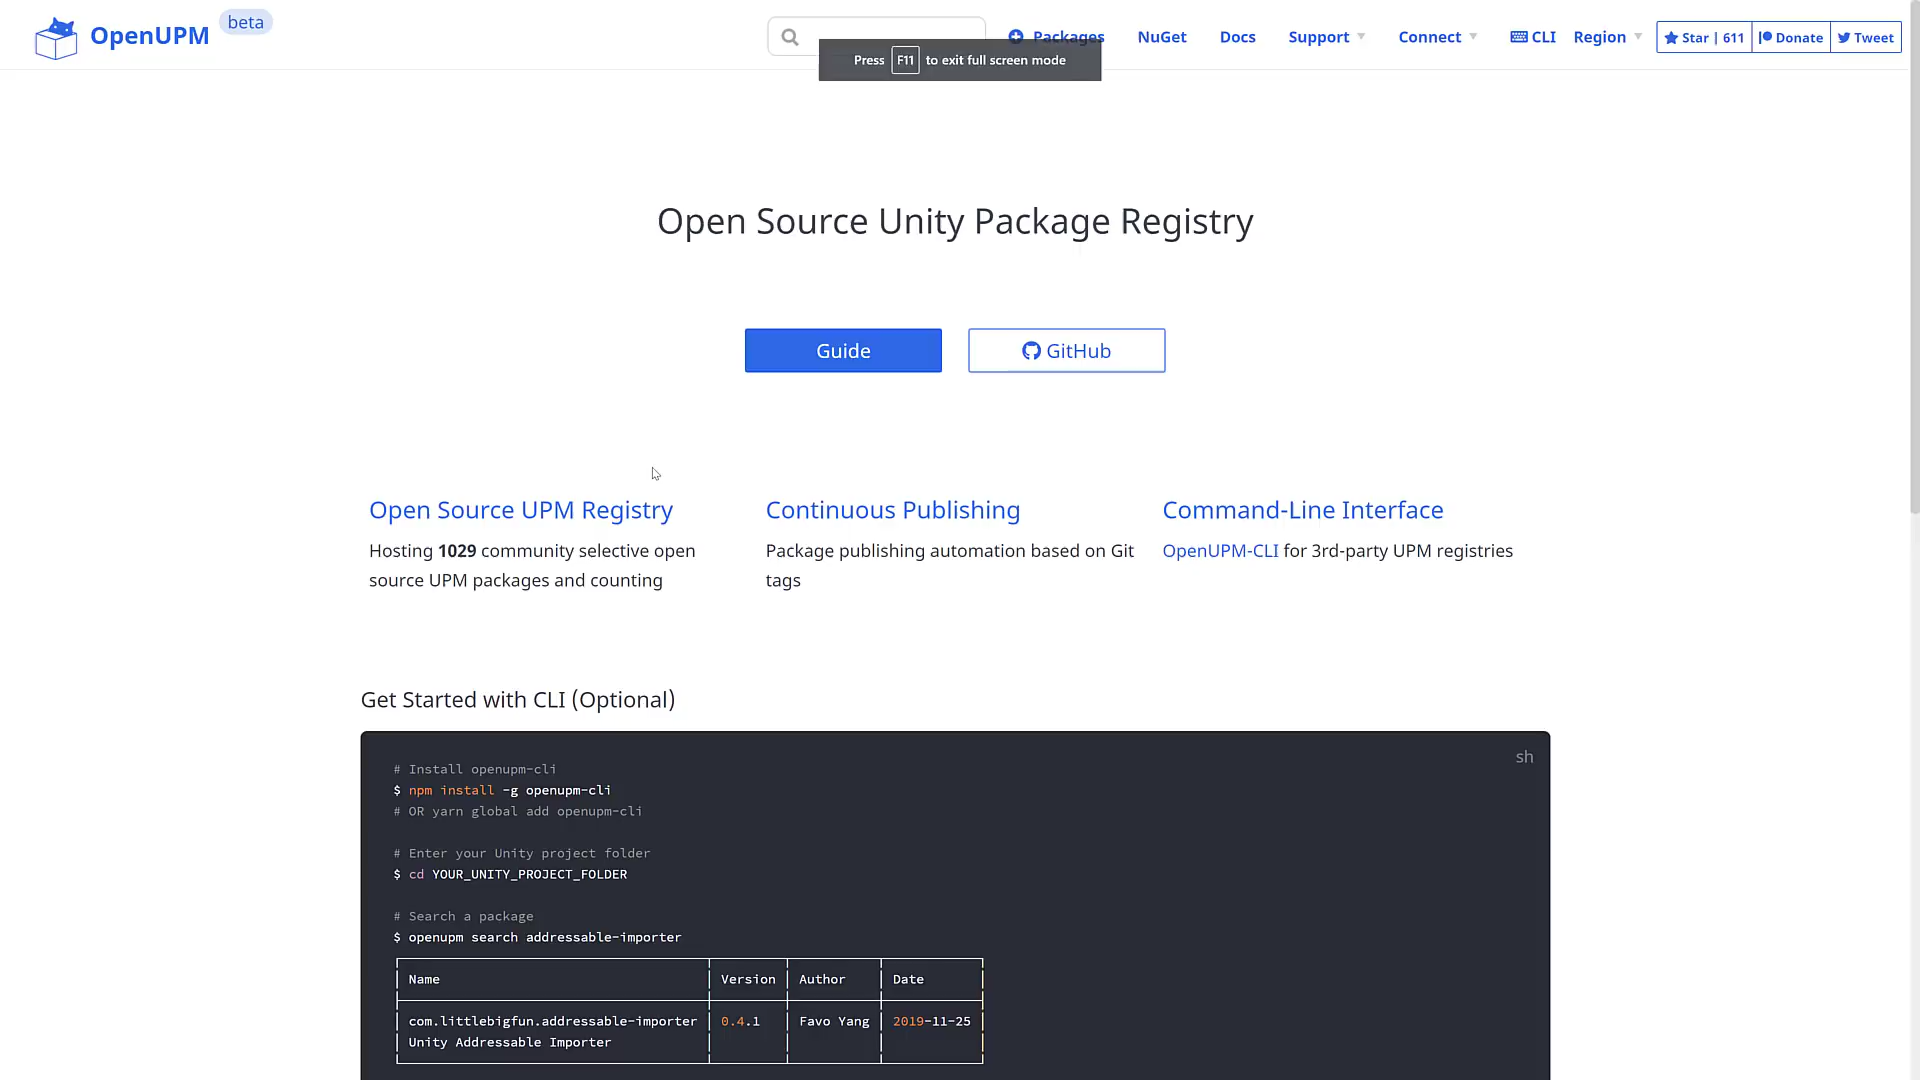 OpenUPM beta
Packages NuGet Docs Support Connect CLI Region Star | 611 Donate Tweet
Press F11 to exit full screen mode
Open Source Unity Package Registry
Guide GitHub
Open Source UPM Registry
Hosting 1029 community selective open
source UPM packages and counting
Continuous Publishing
Package publishing automation based on Git
tags
Command-Line Interface
OpenUPM-CLI for 3rd-party UPM registries
Get Started with CLI (Optional)
sh
# Install openupm-cli
$ npm install -g openupm-cli
# OR yarn global add openupm-cli
# Enter your Unity project folder
$ cd YOUR_UNITY_PROJECT_FOLDER
# Search a package
$ openupm search addressable-importer
Name Version Author Date
com.littlebigfun.addressable-importer 0.4.1 Favo Yang 2019-11-25
Unity Addressable Importer